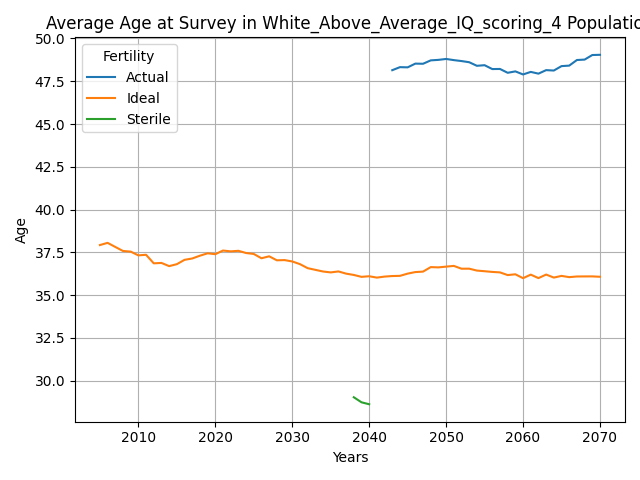 Average Age at Survey in White_Above_Average_IQ_scoring_4 Populatio
Fertility
Actual
Ideal
Sterile
50.0
47.5
45.0
42.5
40.0
37.5
35.0
32.5
30.0
Age
2010 2020 2030 2040 2050 2060 2070
Years